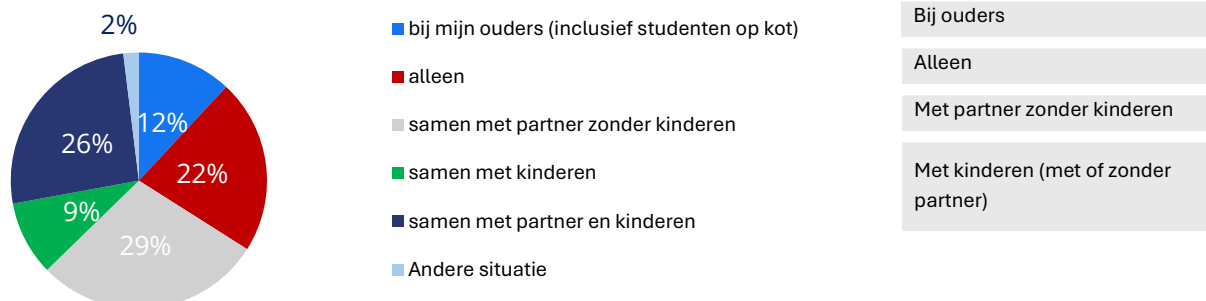 2%
12%
22%
29%
9%
26%
bij mijn ouders (inclusief studenten op kot)
alleen
samen met partner zonder kinderen
samen met kinderen
samen met partner en kinderen
Andere situatie
Bij ouders
Alleen
Met partner zonder kinderen
Met kinderen (met of zonder
partner)